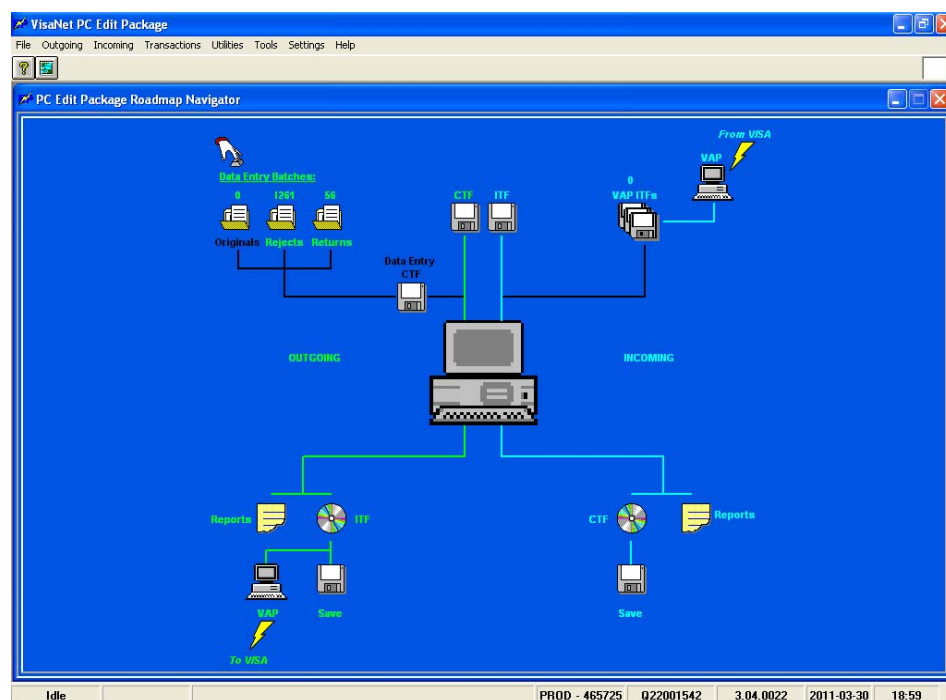 VisaNet PC Edit Package
File Outgoing Incoming Transactions Utilities Tools Settings Help
PC Edit Package Roadmap Navigator
From VISA
VAP
Data Entry Batches:
0 1261 56
CTF ITF
0
VAP ITFs
Originals Rejects Returns
Data Entry
CTF
OUTGOING
INCOMING
Reports
ITF
CTF
Reports
VAP
Save
Save
To VISA
Idle PROD - 465725 Q22001542 3.04.0022 2011-03-30 18:59